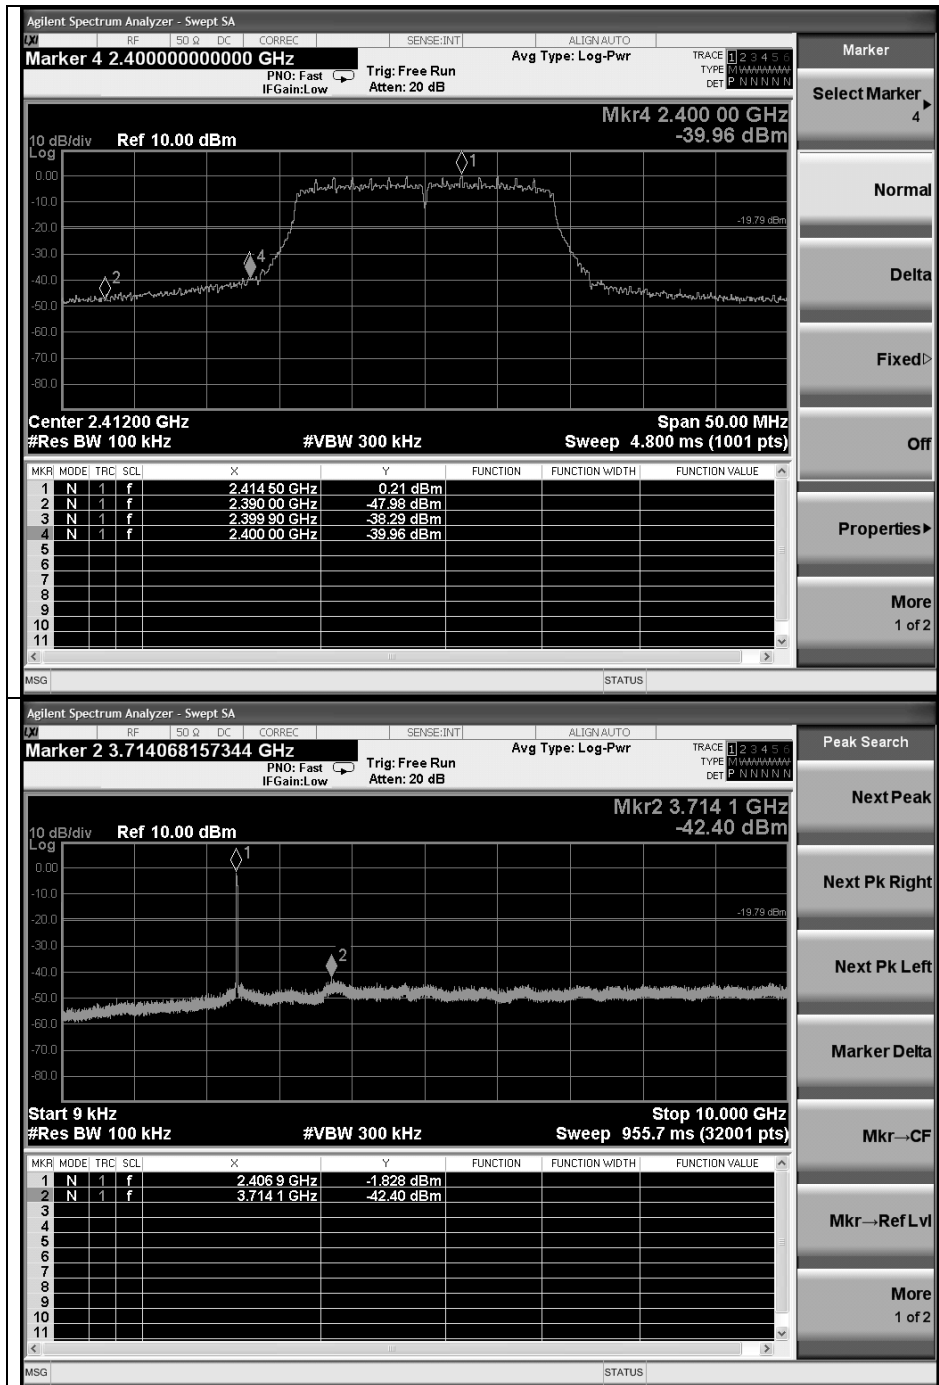 Agilent Spectrum Analyzer - Swept SA
LXI RF 50 Ω DC CORREC SENSE:INT ALIGN AUTO
Marker 4 2.400000000000 GHz
PNO: Fast
IFGain:Low
Trig: Free Run
Atten: 20 dB
Avg Type: Log-Pwr
TRACE 1 2 3 4 5 6
TYPE M WWWWW
DET P N N N N N
Mkr4 2.400 00 GHz
-39.96 dBm
10 dB/div Ref 10.00 dBm
Log
0.00
-10.0
-20.0
-30.0
-40.0
-50.0
-60.0
-70.0
-80.0
1
2
4
-19.79 dBm
Center 2.41200 GHz Span 50.00 MHz
#Res BW 100 kHz #VBW 300 kHz Sweep 4.800 ms (1001 pts)
MKR MODE TRC SCL X Y FUNCTION FUNCTION WIDTH FUNCTION VALUE
1 N 1 f 2.414 50 GHz 0.21 dBm
2 N 1 f 2.390 00 GHz -47.98 dBm
3 N 1 f 2.399 90 GHz -38.29 dBm
4 N 1 f 2.400 00 GHz -39.96 dBm
5
6
7
8
9
10
11
MSG STATUS
Marker
Select Marker
4
Normal
Delta
Fixed
Off
Properties
More
1 of 2
Agilent Spectrum Analyzer - Swept SA
LXI RF 50 Ω DC CORREC SENSE:INT ALIGN AUTO
Marker 2 3.714068157344 GHz
PNO: Fast
IFGain:Low
Trig: Free Run
Atten: 20 dB
Avg Type: Log-Pwr
TRACE 1 2 3 4 5 6
TYPE M WWWWW
DET P N N N N N
Mkr2 3.714 1 GHz
-42.40 dBm
10 dB/div Ref 10.00 dBm
Log
0.00
-10.0
-20.0
-30.0
-40.0
-50.0
-60.0
-70.0
-80.0
1
2
-19.79 dBm
Start 9 kHz Stop 10.000 GHz
#Res BW 100 kHz #VBW 300 kHz Sweep 955.7 ms (32001 pts)
MKR MODE TRC SCL X Y FUNCTION FUNCTION WIDTH FUNCTION VALUE
1 N 1 f 2.406 9 GHz -1.828 dBm
2 N 1 f 3.714 1 GHz -42.40 dBm
3
4
5
6
7
8
9
10
11
MSG STATUS
Peak Search
Next Peak
Next Pk Right
Next Pk Left
Marker Delta
Mkr→CF
Mkr→Ref Lvl
More
1 of 2